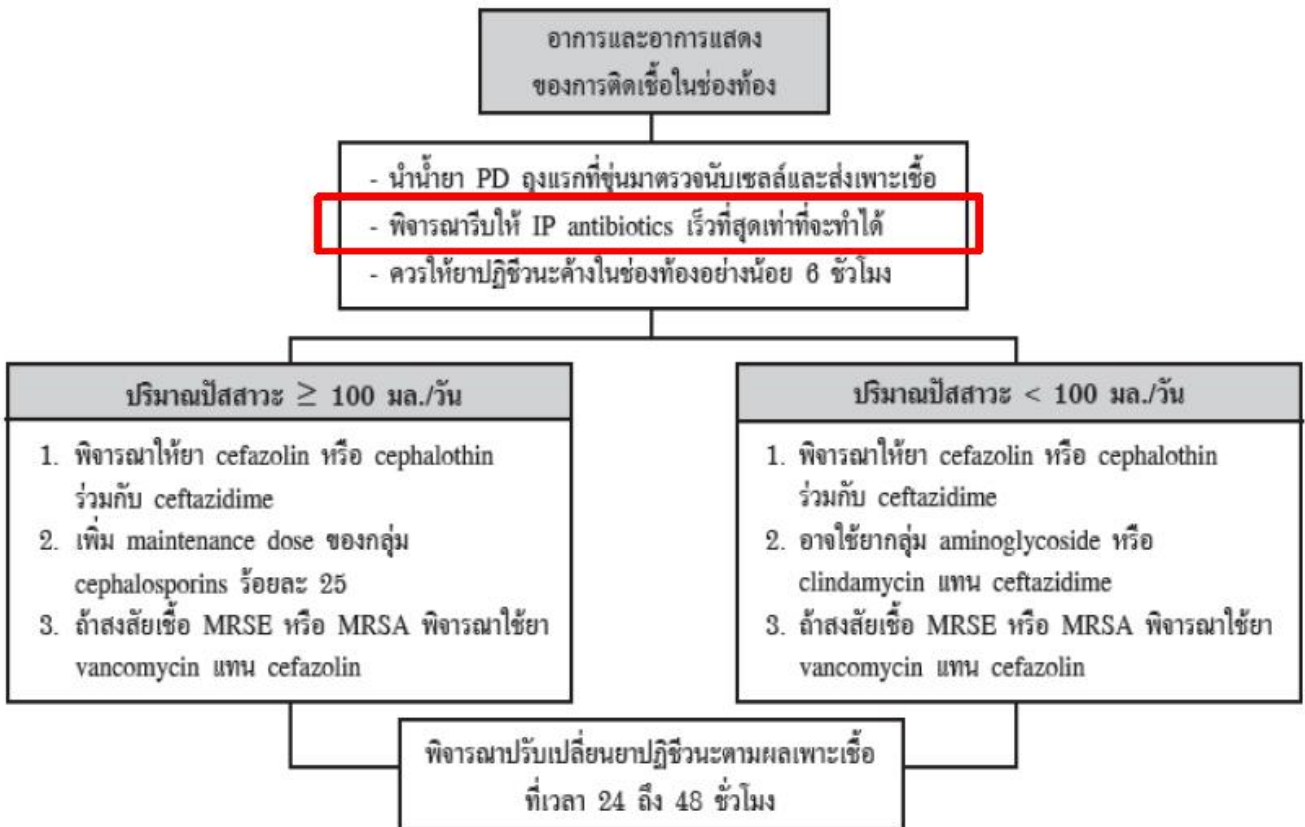 อาการและอาการแสดง
ของการติดเชื้อในช่องท้อง
- นำน้ำยา PD ถุงแรกที่ขุ่นมาตรวจนับเซลล์และส่งเพาะเชื้อ
- พิจารณารีบให้ IP antibiotics เร็วที่สุดเท่าที่จะทำได้
- ควรให้ยาปฏิชีวนะค้างในช่องท้องอย่างน้อย 6 ชั่วโมง
ปริมาณปัสสาวะ ≥ 100 มล./วัน
1. พิจารณาให้ยา cefazolin หรือ cephalothin
ร่วมกับ ceftazidime
2. เพิ่ม maintenance dose ของกลุ่ม
cephalosporins ร้อยละ 25
3. ถ้าสงสัยเชื้อ MRSE หรือ MRSA พิจารณาใช้ยา
vancomycin แทน cefazolin
ปริมาณปัสสาวะ < 100 มล./วัน
1. พิจารณาให้ยา cefazolin หรือ cephalothin
ร่วมกับ ceftazidime
2. อาจใช้ยากลุ่ม aminoglycoside หรือ
clindamycin แทน ceftazidime
3. ถ้าสงสัยเชื้อ MRSE หรือ MRSA พิจารณาใช้ยา
vancomycin แทน cefazolin
พิจารณาปรับเปลี่ยนยาปฏิชีวนะตามผลเพาะเชื้อ
ที่เวลา 24 ถึง 48 ชั่วโมง